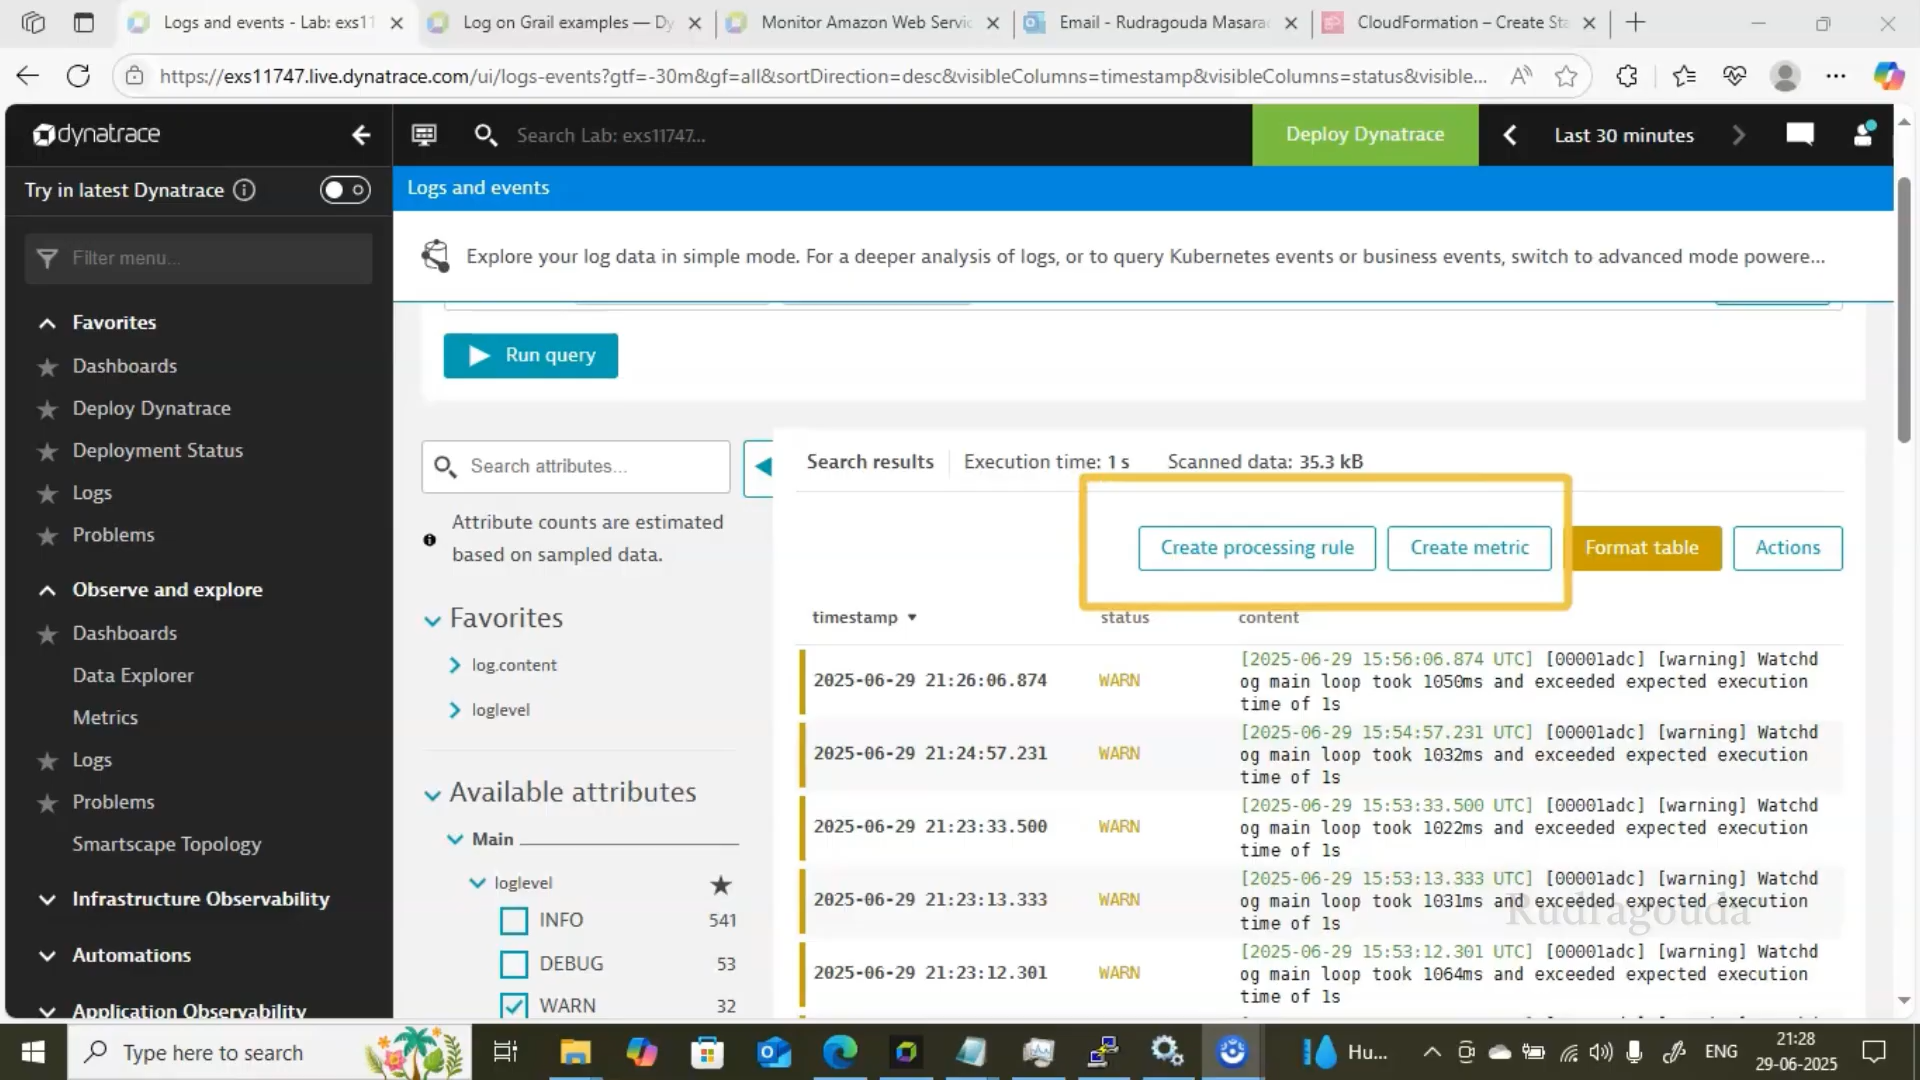 Logs and events - Lab: exs11
Log on Grail examples — Dy
Monitor Amazon Web Servic
Email - Rudragouda Masara
CloudFormation – Create Sta
https://exs11747.live.dynatrace.com/ui/logs-events?gtf=-30m&gf=all&sortDirection=desc&visibleColumns=timestamp&visibleColumns=status&visible...
dynatrace
Search Lab: exs11747...
Deploy Dynatrace
Last 30 minutes
Try in latest Dynatrace
Logs and events
Filter menu...
Explore your log data in simple mode. For a deeper analysis of logs, or to query Kubernetes events or business events, switch to advanced mode powere...
Favorites
Dashboards
Deploy Dynatrace
Deployment Status
Logs
Problems
Observe and explore
Dashboards
Data Explorer
Metrics
Logs
Problems
Smartscape Topology
Infrastructure Observability
Automations
Application Observability
Run query
Search attributes...
Attribute counts are estimated
based on sampled data.
Favorites
log.content
loglevel
Available attributes
Main
loglevel
INFO 541
DEBUG 53
WARN 32
Search results Execution time: 1 s Scanned data: 35.3 kB
Create processing rule Create metric Format table Actions
timestamp status content
2025-06-29 21:26:06.874 WARN [2025-06-29 15:56:06.874 UTC] [00001adc] [warning] Watchd
og main loop took 1050ms and exceeded expected execution
time of 1s
2025-06-29 21:24:57.231 WARN [2025-06-29 15:54:57.231 UTC] [00001adc] [warning] Watchd
og main loop took 1032ms and exceeded expected execution
time of 1s
2025-06-29 21:23:33.500 WARN [2025-06-29 15:53:33.500 UTC] [00001adc] [warning] Watchd
og main loop took 1022ms and exceeded expected execution
time of 1s
2025-06-29 21:23:13.333 WARN [2025-06-29 15:53:13.333 UTC] [00001adc] [warning] Watchd
og main loop took 1031ms and exceeded expected execution
time of 1s
Rudragouda
2025-06-29 21:23:12.301 WARN [2025-06-29 15:53:12.301 UTC] [00001adc] [warning] Watchd
og main loop took 1064ms and exceeded expected execution
time of 1s
Type here to search
Hu...
ENG
21:28
29-06-2025